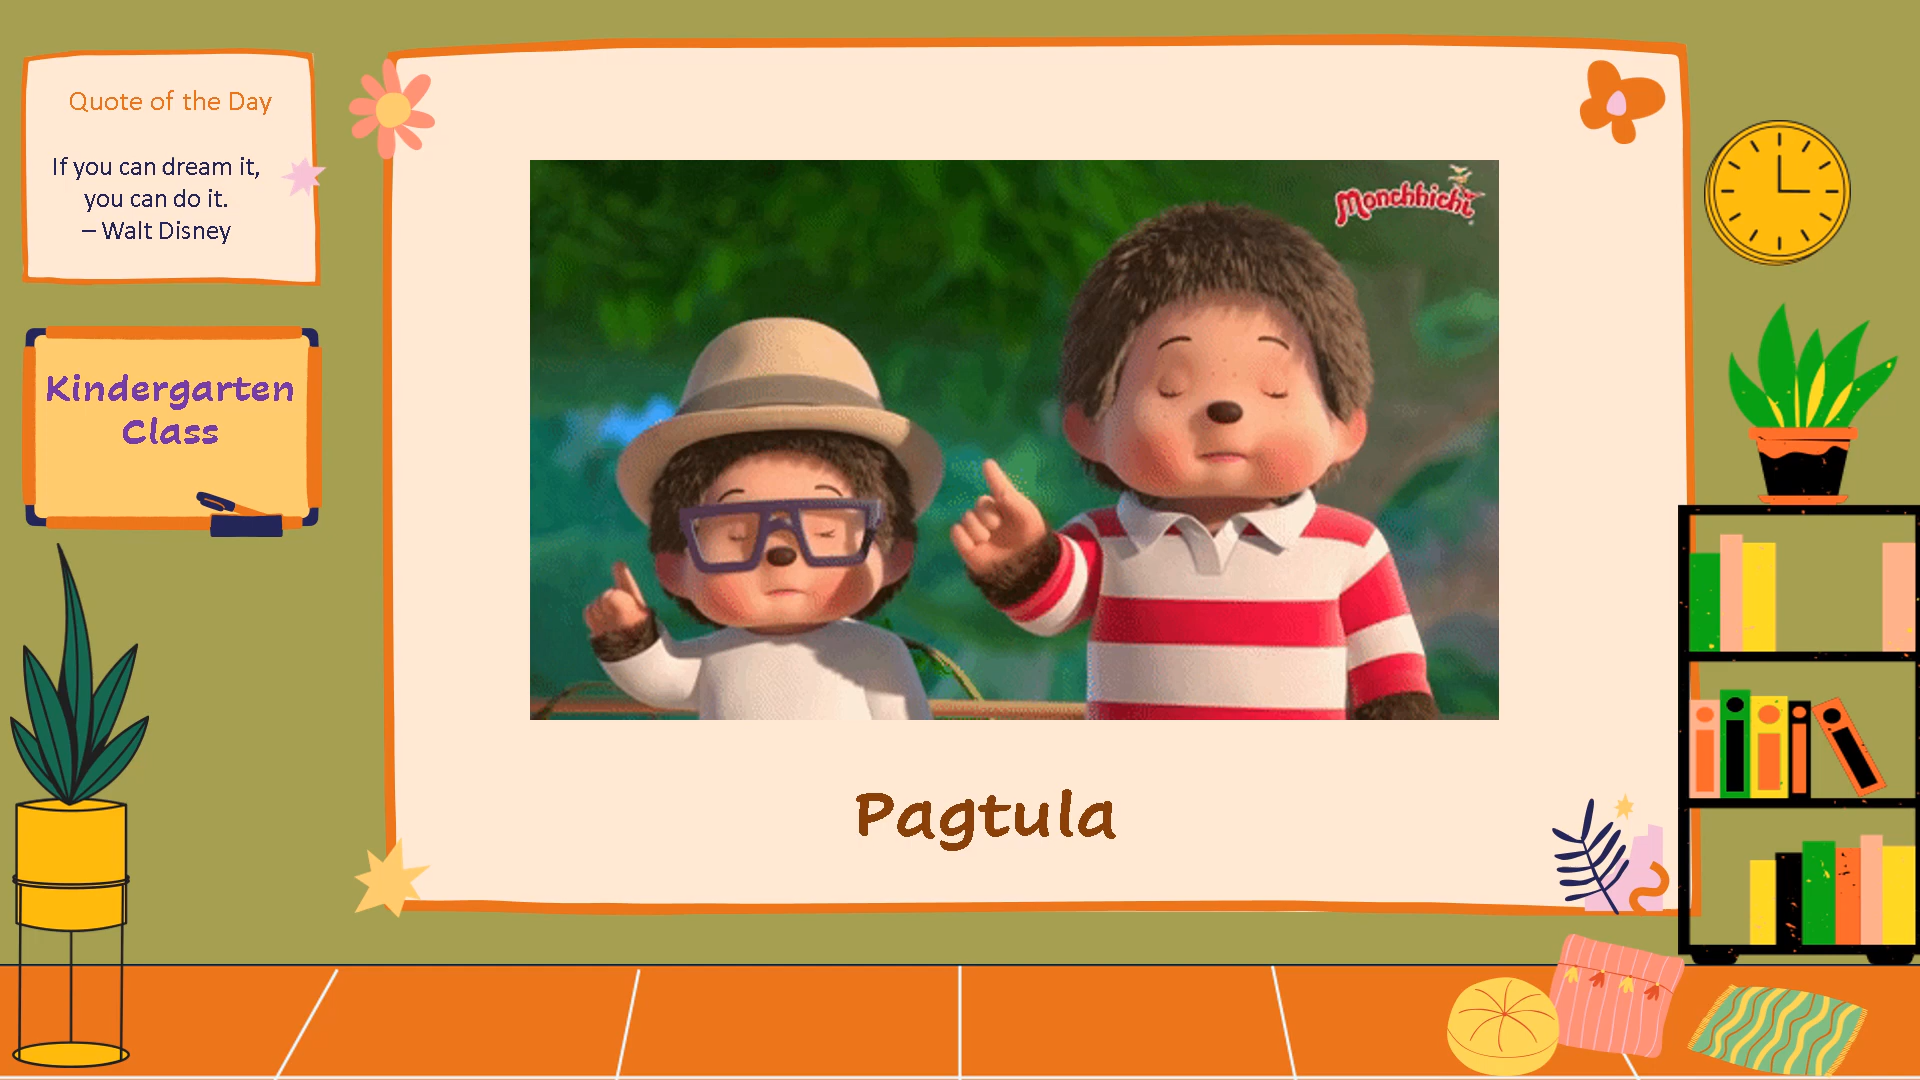 Quote of the Day
If you can dream it,
you can do it.
– Walt Disney
Kindergarten
Class
Monchhichi
Pagtula